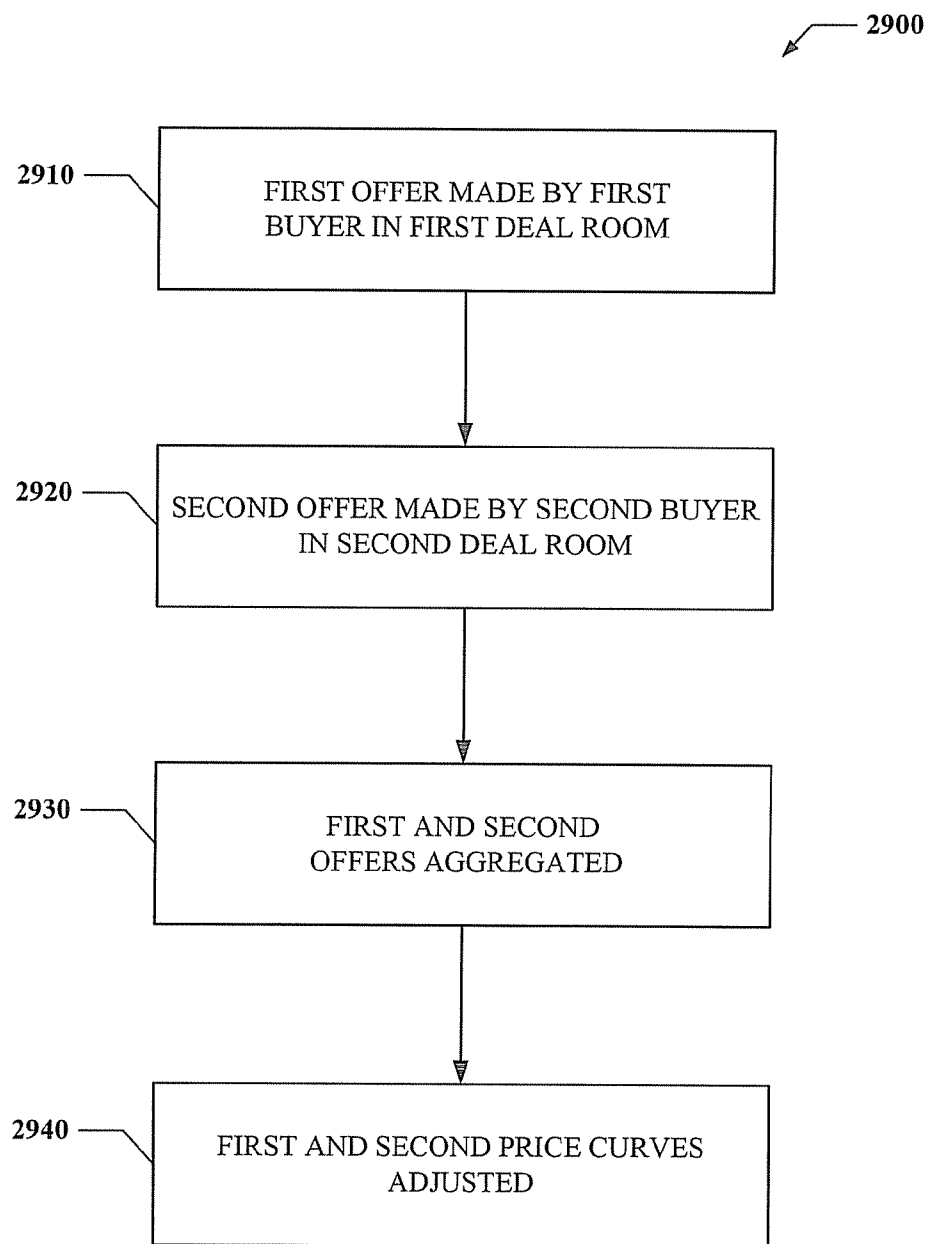 2900
2910
FIRST OFFER MADE BY FIRST
BUYER IN FIRST DEAL ROOM
2920
SECOND OFFER MADE BY SECOND BUYER
IN SECOND DEAL ROOM
2930
FIRST AND SECOND
OFFERS AGGREGATED
2940
FIRST AND SECOND PRICE CURVES
ADJUSTED